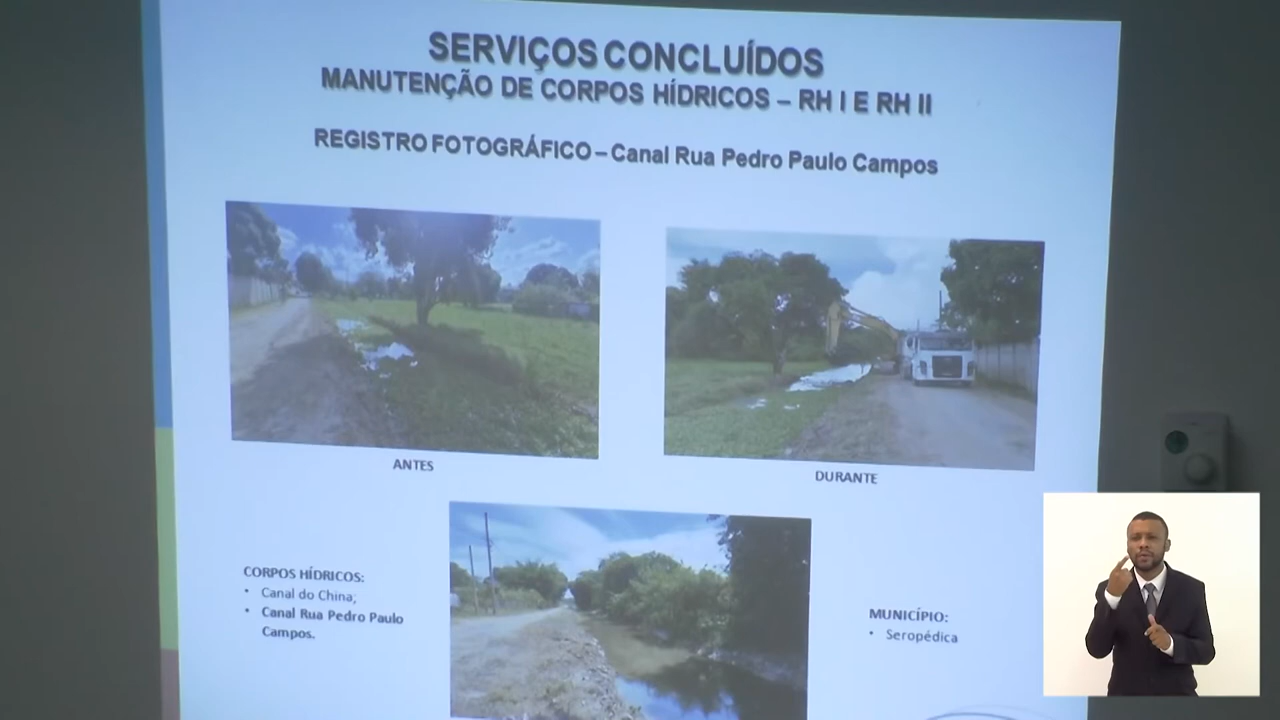 SERVIÇOS CONCLUÍDOS
MANUTENÇÃO DE CORPOS HÍDRICOS – RH I E RH II
REGISTRO FOTOGRÁFICO – Canal Rua Pedro Paulo Campos
ANTES
DURANTE
CORPOS HÍDRICOS:
• Canal do China;
• Canal Rua Pedro Paulo
Campos.
MUNICÍPIO:
• Seropédica